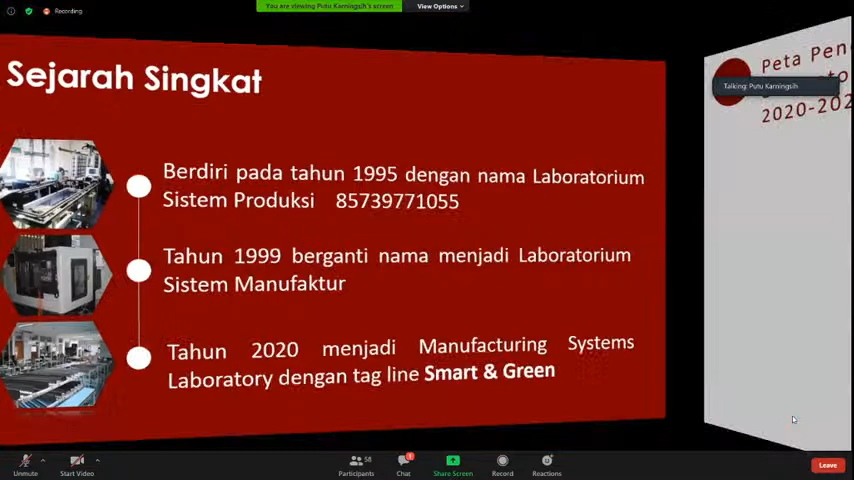 Recording
You are viewing Putu Karningsih's screen
View Options
Sejarah Singkat
Berdiri pada tahun 1995 dengan nama Laboratorium
Sistem Produksi 85739771055
Tahun 1999 berganti nama menjadi Laboratorium
Sistem Manufaktur
Tahun 2020 menjadi Manufacturing Systems
Laboratory dengan tag line Smart & Green
Peta Pen
Talking: Putu Karningsih
2020-202
Unmute
Start Video
58
Participants
1
Chat
Share Screen
Record
Reactions
Leave